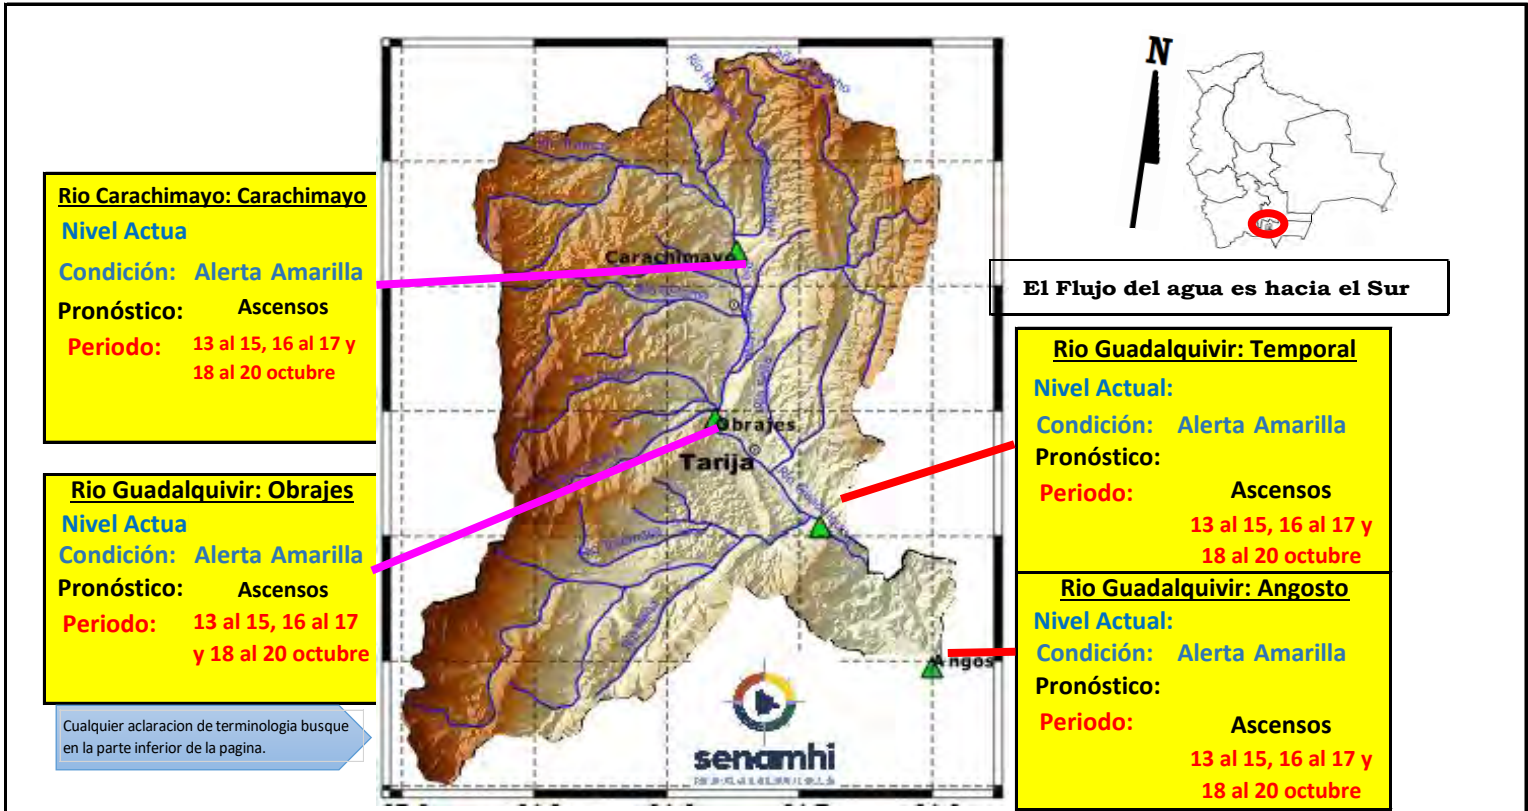 Rio Carachimayo: Carachimayo
Nivel Actua
Condición: Alerta Amarilla
Pronóstico: Ascensos
Periodo: 13 al 15, 16 al 17 y
18 al 20 octubre
Rio Guadalquivir: Obrajes
Nivel Actua
Condición: Alerta Amarilla
Pronóstico: Ascensos
Periodo: 13 al 15, 16 al 17
y 18 al 20 octubre
Cualquier aclaracion de terminologia busque
en la parte inferior de la pagina.
Carachimayo
Obrajes
Tarija
Angos
senamhi
N
El Flujo del agua es hacia el Sur
Rio Guadalquivir: Temporal
Nivel Actual:
Condición: Alerta Amarilla
Pronóstico:
Periodo: Ascensos
13 al 15, 16 al 17 y
18 al 20 octubre
Rio Guadalquivir: Angosto
Nivel Actual:
Condición: Alerta Amarilla
Pronóstico:
Periodo: Ascensos
13 al 15, 16 al 17 y
18 al 20 octubre